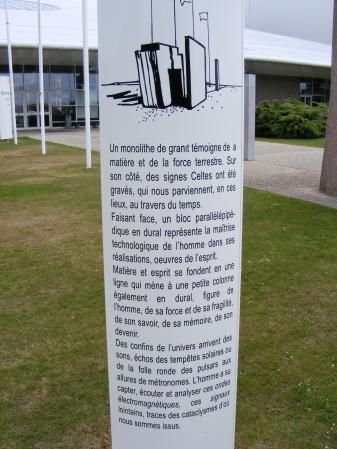 Un monolithe de granit témoigne de a
matière et de la force terrestre. Sur
son côté, des signes Celtes ont été
gravés, qui nous parviennent, en ces
lieux, au travers du temps.
Faisant face, un bloc parallélépipé-
dique en dural représente la maîtrise
technologique de l'homme dans ses
réalisations, oeuvres de l'esprit.
Matière et esprit se fondent en une
ligne qui mène à une petite colonne
également en dural, figure de
l'homme, de sa force et de sa fragilité,
de son savoir, de sa mémoire, de son
devenir.
Des confins de l'univers arrivent des
sons, échos des tempêtes solaires ou
de la folle ronde des pulsars aux
allures de métronomes. L'homme a su
capter, écouter et analyser ces ondes
électromagnétiques, ces signaux
lointains, traces des cataclysmes d'où
nous sommes issus.